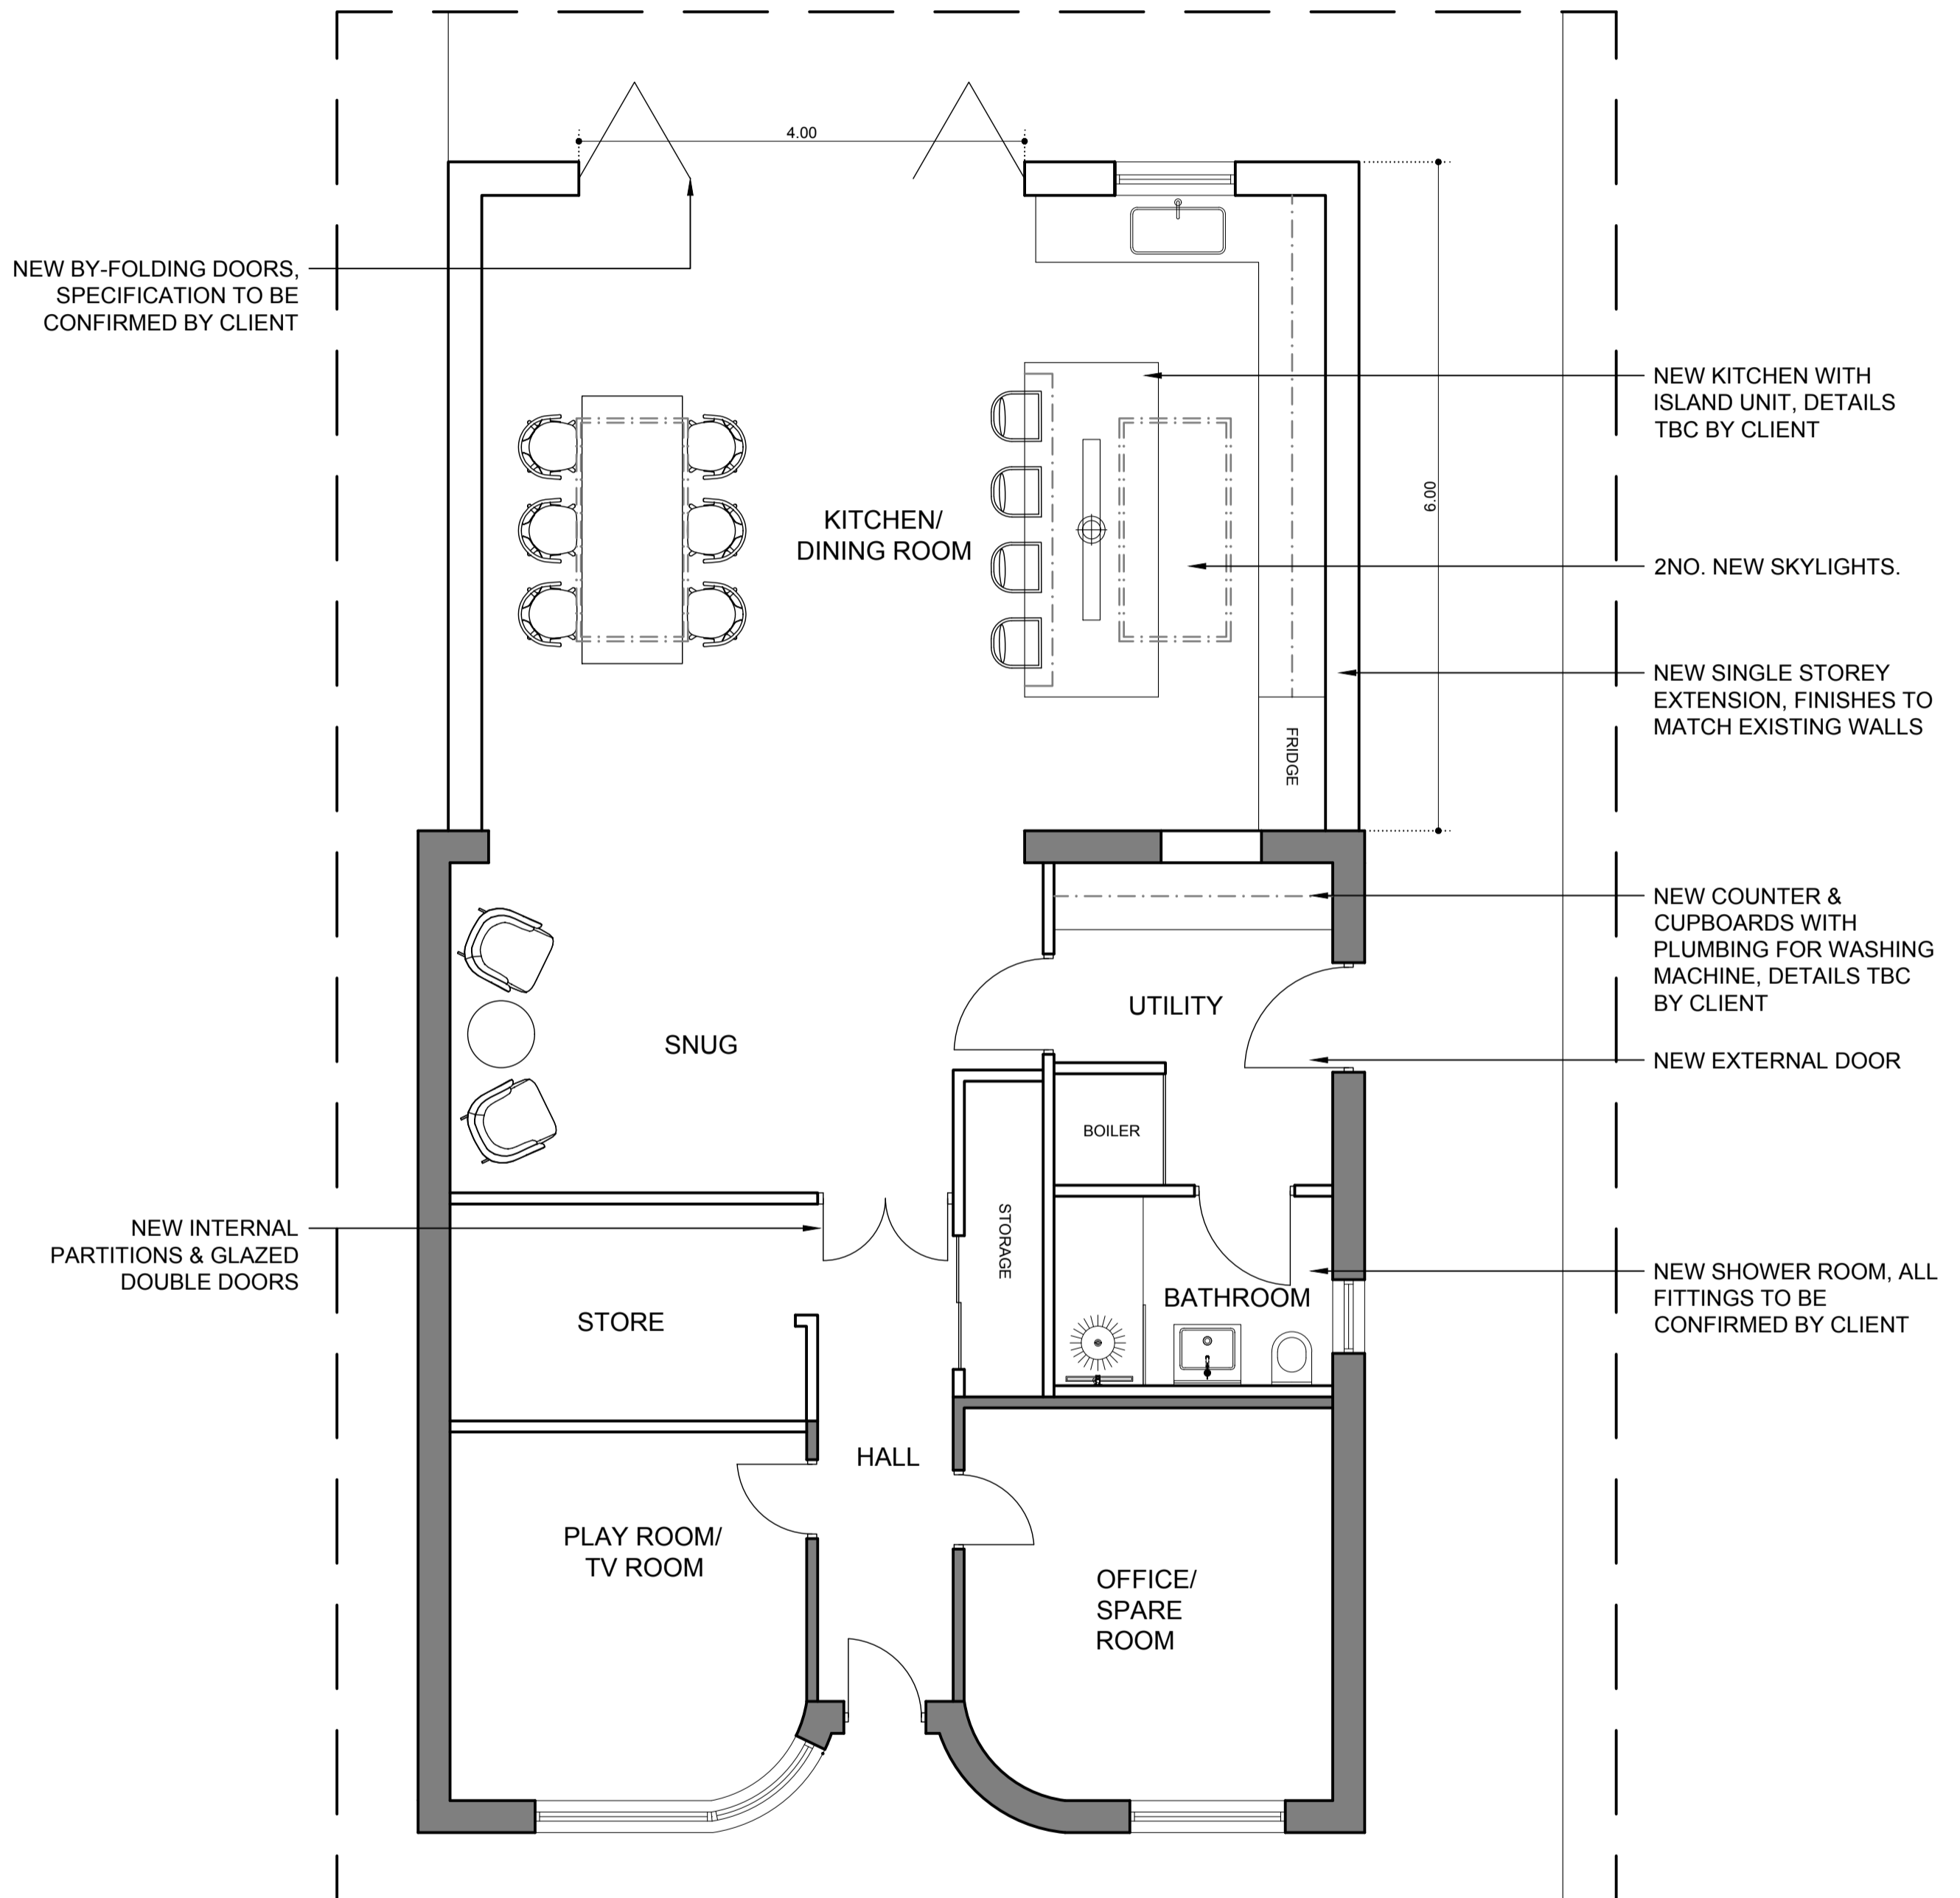 4.00
NEW BY-FOLDING DOORS,
SPECIFICATION TO BE
CONFIRMED BY CLIENT
NEW KITCHEN WITH
ISLAND UNIT, DETAILS
TBC BY CLIENT
KITCHEN/
DINING ROOM
6.00
2NO. NEW SKYLIGHTS.
NEW SINGLE STOREY
EXTENSION, FINISHES TO
MATCH EXISTING WALLS
FRIDGE
NEW COUNTER &
CUPBOARDS WITH
PLUMBING FOR WASHING
MACHINE, DETAILS TBC
BY CLIENT
UTILITY
SNUG
NEW EXTERNAL DOOR
BOILER
STORAGE
NEW INTERNAL
PARTITIONS & GLAZED
DOUBLE DOORS
NEW SHOWER ROOM, ALL
FITTINGS TO BE
CONFIRMED BY CLIENT
BATHROOM
STORE
HALL
PLAY ROOM/
TV ROOM
OFFICE/
SPARE
ROOM